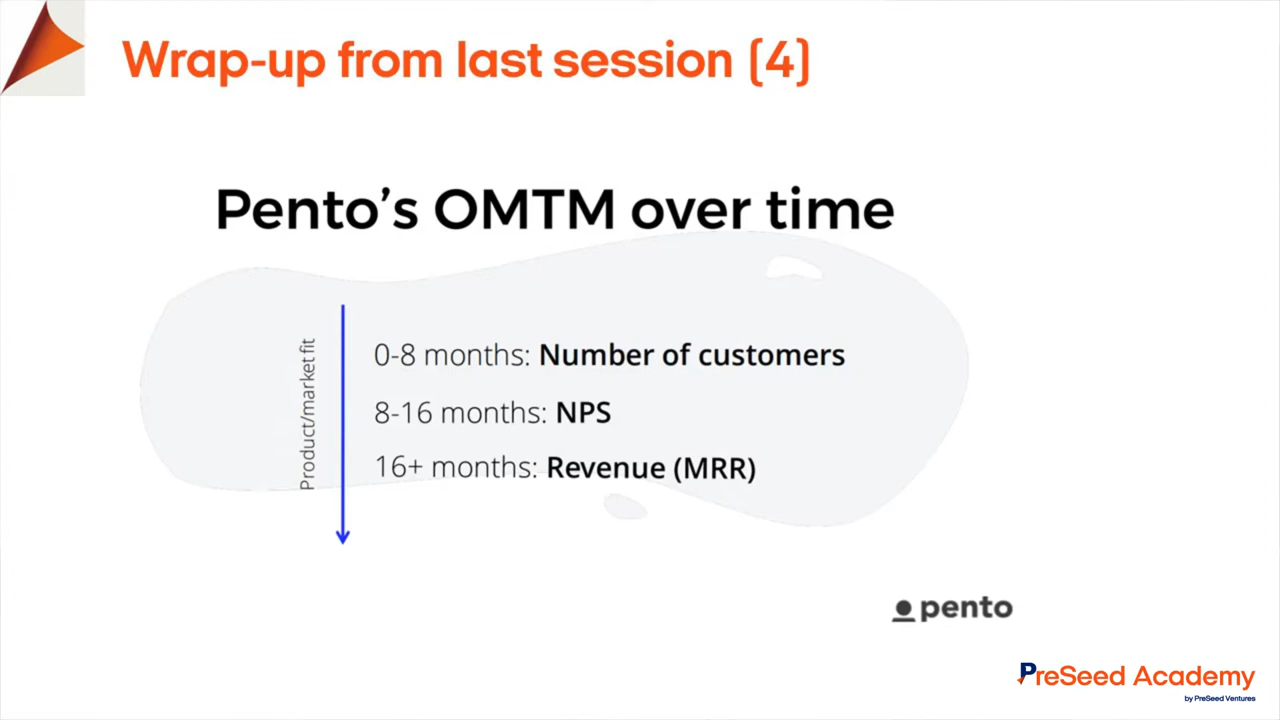 Wrap-up from last session (4)
Pento’s OMTM over time
Product/market fit
0-8 months: Number of customers
8-16 months: NPS
16+ months: Revenue (MRR)
pento
PreSeed Academy
by PreSeed Ventures